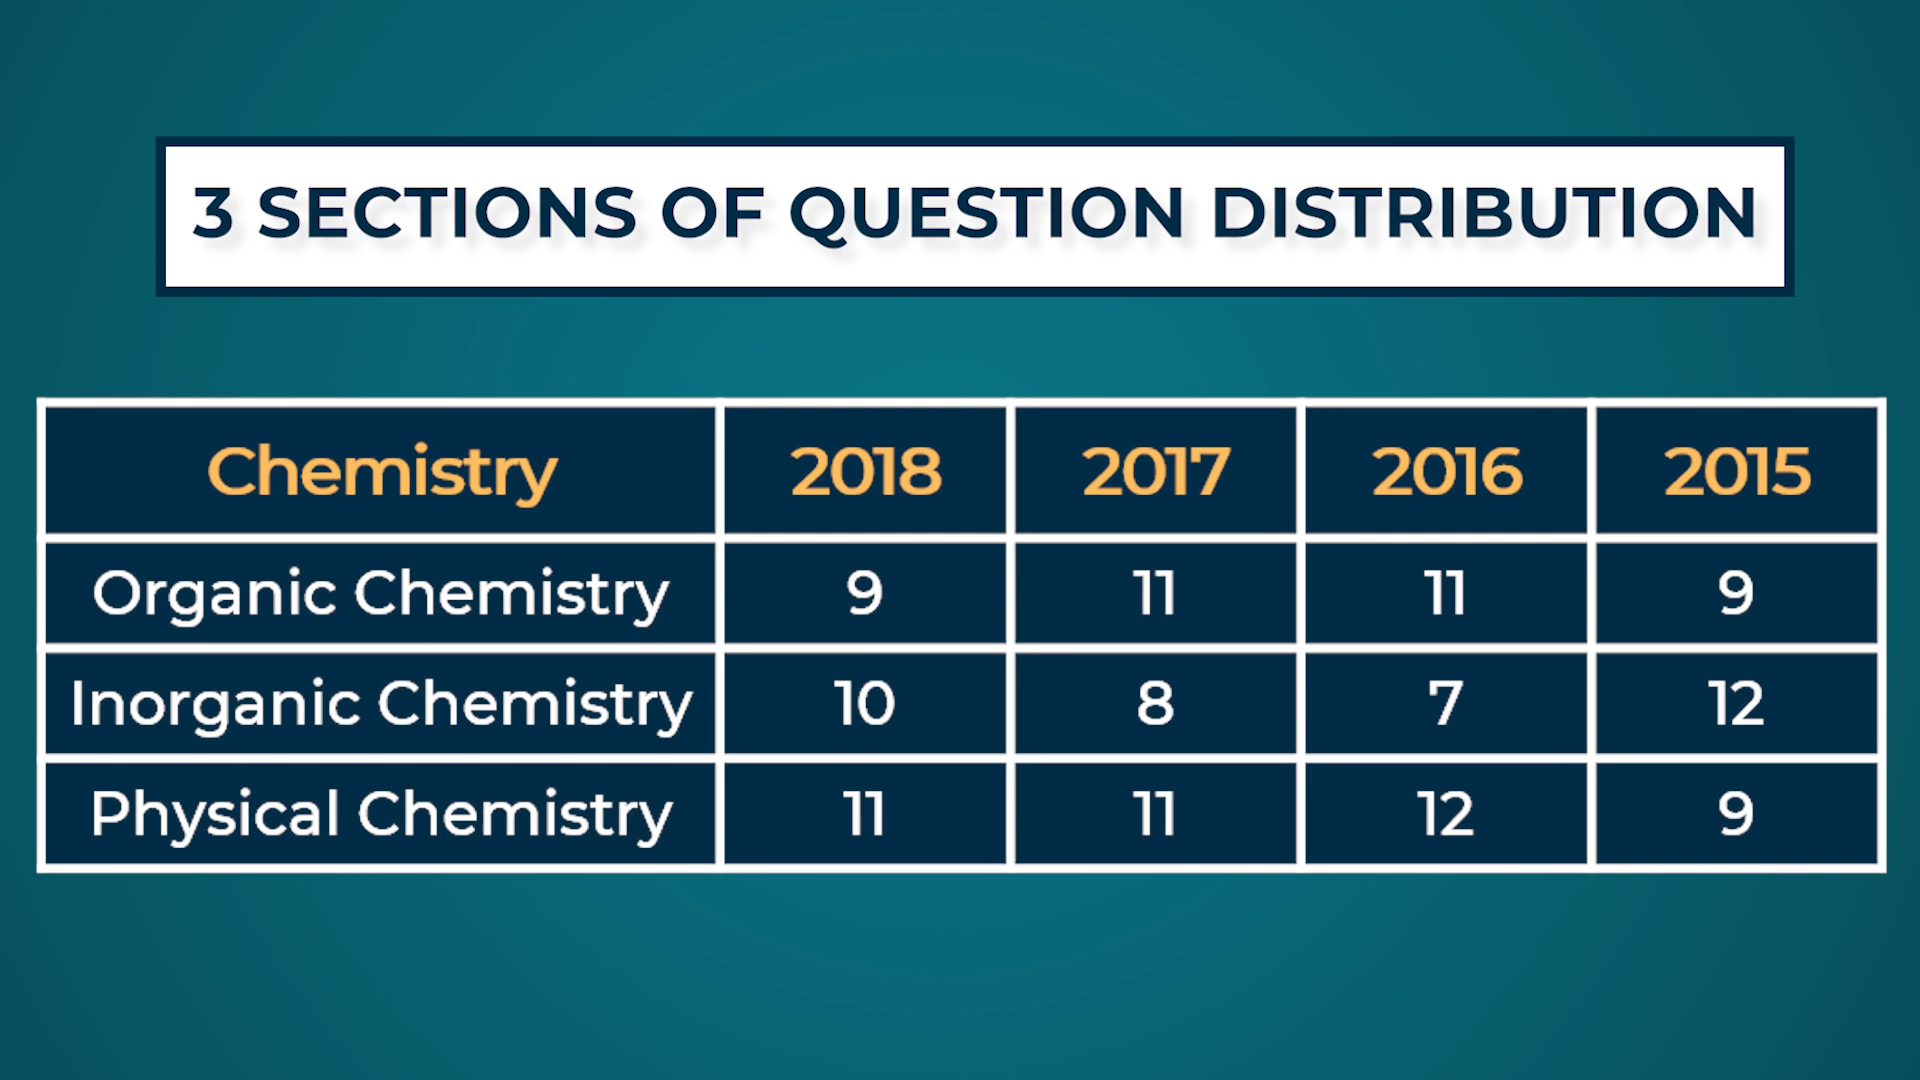 3 SECTIONS OF QUESTION DISTRIBUTION
Chemistry 2018 2017 2016 2015
Organic Chemistry 9 11 11 9
Inorganic Chemistry 10 8 7 12
Physical Chemistry 11 11 12 9